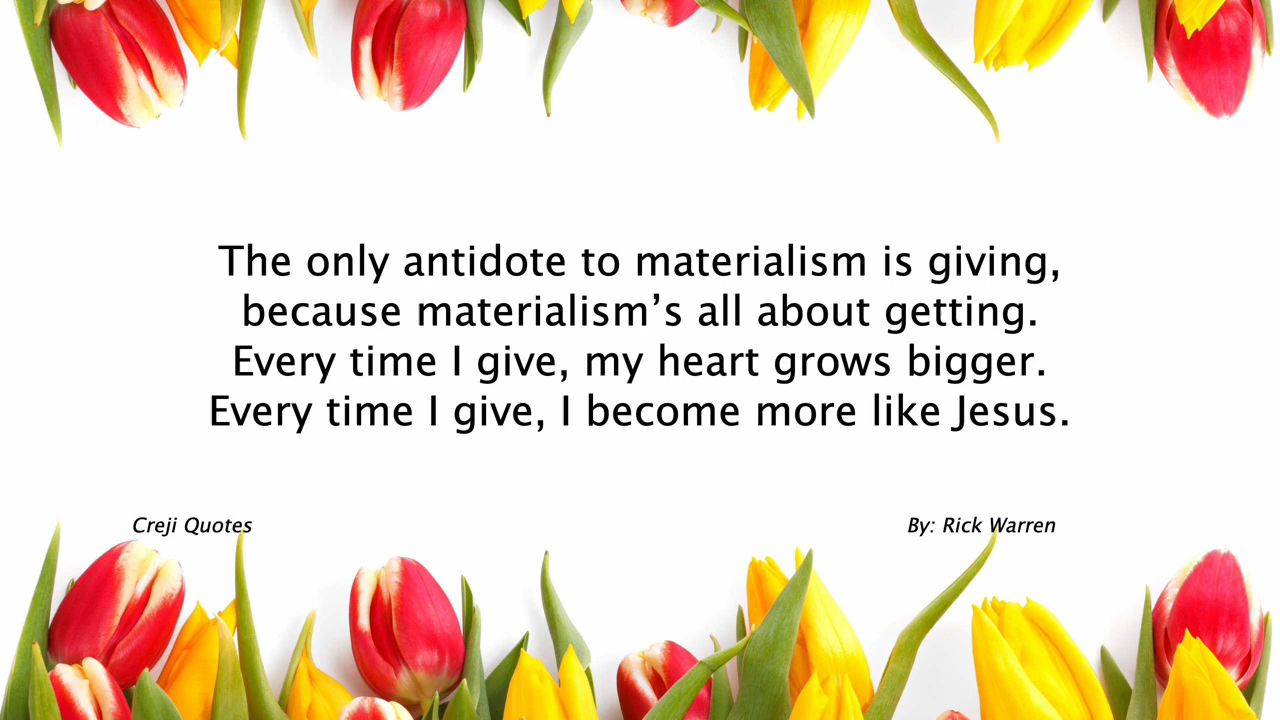 The only antidote to materialism is giving,
because materialism’s all about getting.
Every time I give, my heart grows bigger.
Every time I give, I become more like Jesus.
Creji Quotes
By: Rick Warren